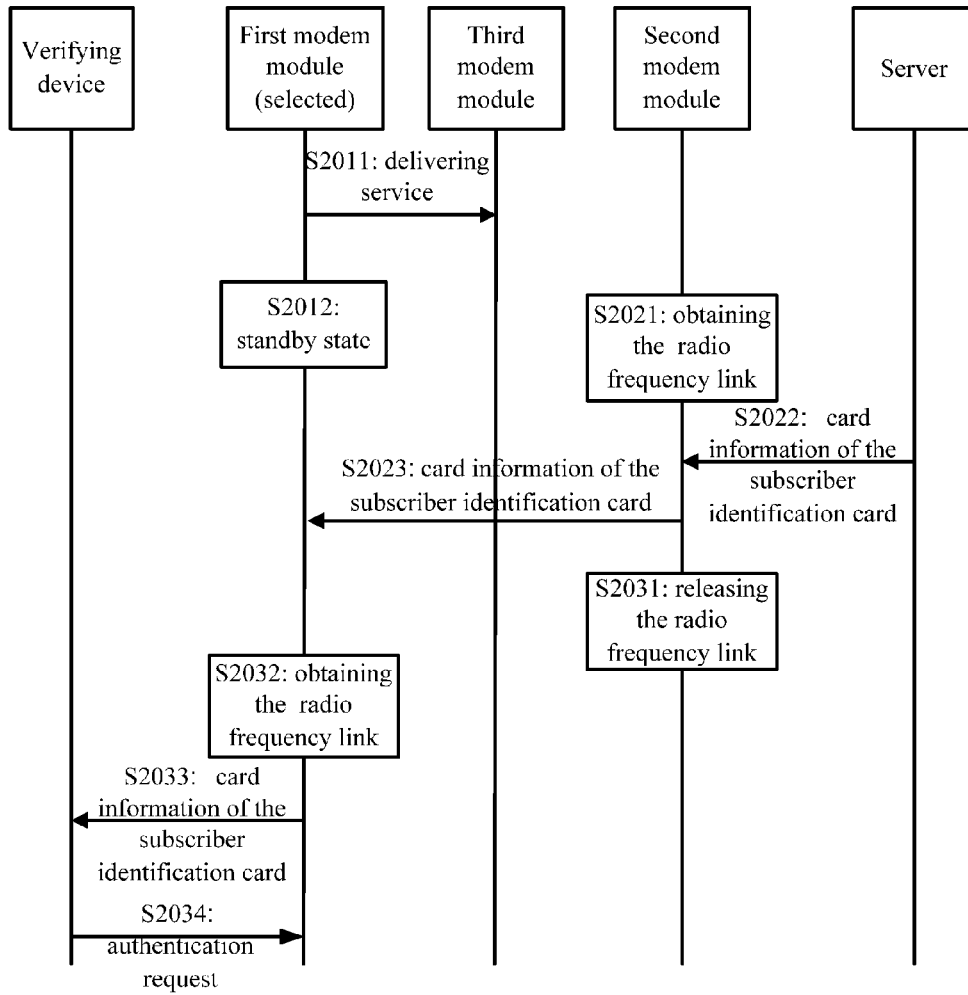 Verifying
device
First modem
module
(selected)
Third
modem
module
Second
modem
module
Server
S2011: delivering
service
S2012:
standby state
S2021: obtaining
the radio
frequency link
S2022: card
information of the
subscriber
identification card
S2023: card information of the
subscriber identification card
S2031: releasing
the radio
frequency link
S2032: obtaining
the radio
frequency link
S2033: card
information of the
subscriber
identification card
S2034:
authentication
request